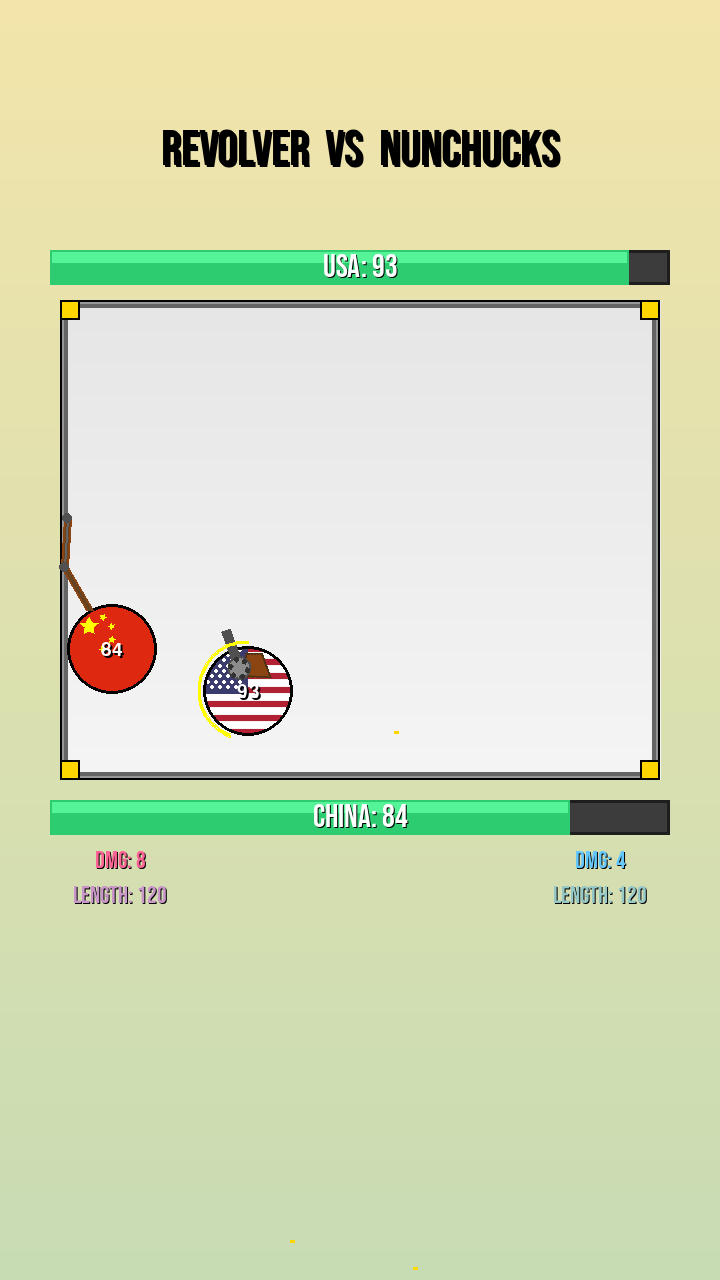 REVOLVER VS NUNCHUCKS
USA: 93
84
93
CHINA: 84
DMG: 8
DMG: 4
LENGTH: 120
LENGTH: 120